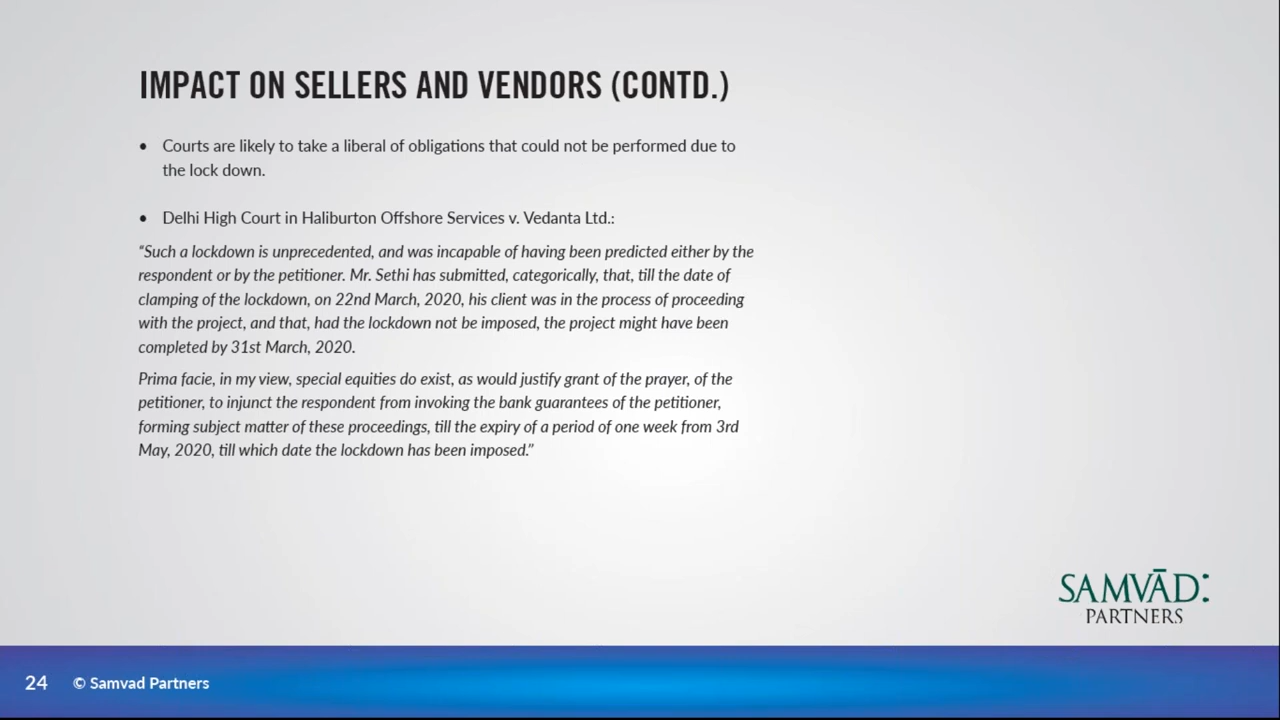 IMPACT ON SELLERS AND VENDORS (CONTD.)
• Courts are likely to take a liberal of obligations that could not be performed due to
the lock down.
• Delhi High Court in Haliburton Offshore Services v. Vedanta Ltd.:
“Such a lockdown is unprecedented, and was incapable of having been predicted either by the
respondent or by the petitioner. Mr. Sethi has submitted, categorically, that, till the date of
clamping of the lockdown, on 22nd March, 2020, his client was in the process of proceeding
with the project, and that, had the lockdown not be imposed, the project might have been
completed by 31st March, 2020.
Prima facie, in my view, special equities do exist, as would justify grant of the prayer, of the
petitioner, to injunct the respondent from invoking the bank guarantees of the petitioner,
forming subject matter of these proceedings, till the expiry of a period of one week from 3rd
May, 2020, till which date the lockdown has been imposed.”
SAMVĀD:
PARTNERS
24 © Samvad Partners